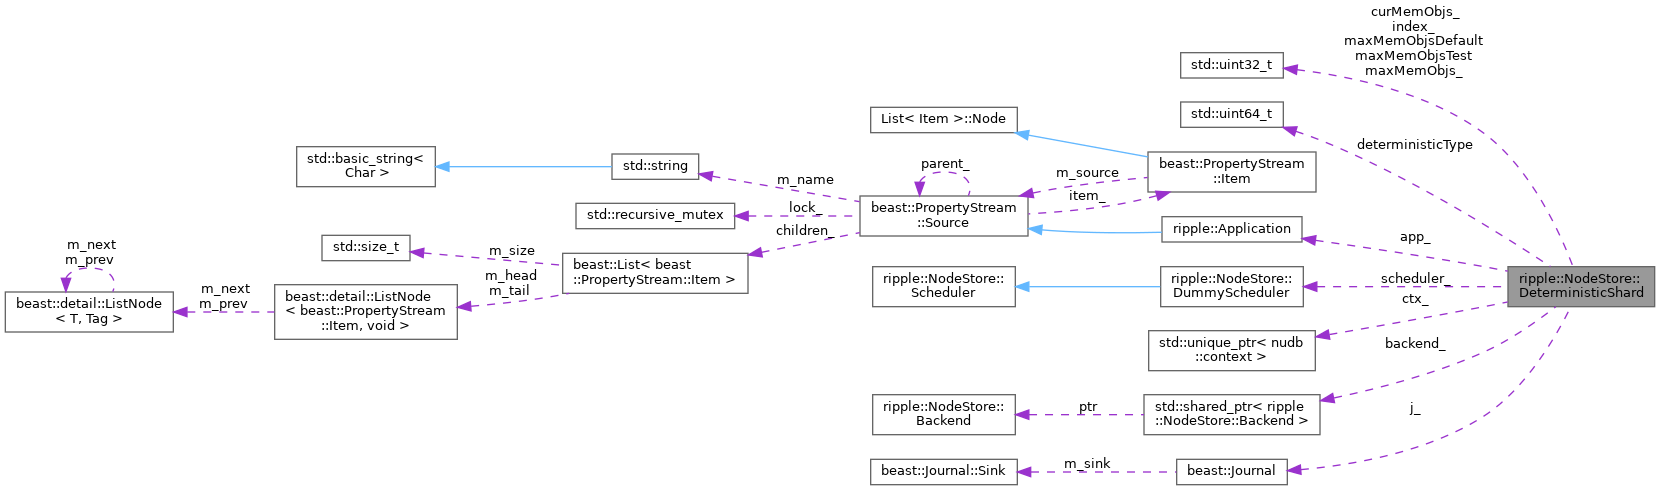 curMemObjs_
index_
maxMemObjsDefault
maxMemObjsTest
maxMemObjs_
std::uint32_t
std::uint64_t
List< Item >::Node
deterministicType
std::basic_string<
Char >
std::string
parent_
m_source
beast::PropertyStream
::Item
m_name
item_
beast::PropertyStream
::Source
std::recursive_mutex
lock_
children_
ripple::Application
app_
std::size_t
m_size
m_next
m_prev
beast::List< beast
::PropertyStream::Item >
m_head
m_tail
ripple::NodeStore::
Scheduler
ripple::NodeStore::
DummyScheduler
scheduler_
ripple::NodeStore::
DeterministicShard
beast::detail::ListNode
< T, Tag >
m_next
m_prev
beast::detail::ListNode
< beast::PropertyStream
::Item, void >
ctx_
std::unique_ptr< nudb
::context >
backend_
ripple::NodeStore::
Backend
ptr
std::shared_ptr< ripple
::NodeStore::Backend >
j_
beast::Journal::Sink
m_sink
beast::Journal